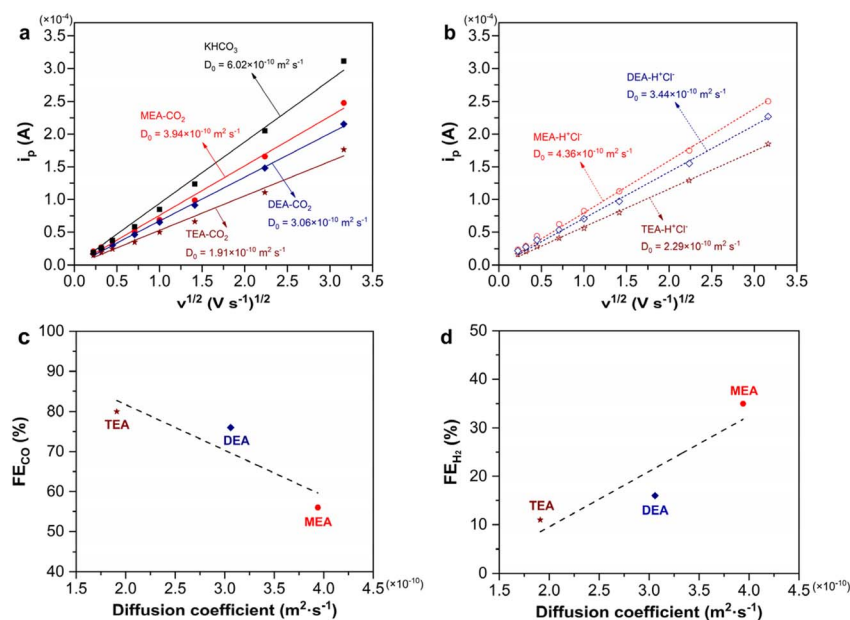 (×10⁻⁴)
a
KHCO₃
D₀ = 6.02×10⁻¹⁰ m² s⁻¹
MEA-CO₂
D₀ = 3.94×10⁻¹⁰ m² s⁻¹
DEA-CO₂
D₀ = 3.06×10⁻¹⁰ m² s⁻¹
TEA-CO₂
D₀ = 1.91×10⁻¹⁰ m² s⁻¹
iₚ (A)
3.5
3.0
2.5
2.0
1.5
1.0
0.5
0.0
0.0 0.5 1.0 1.5 2.0 2.5 3.0 3.5
v¹/² (V s⁻¹)¹/²
(×10⁻⁴)
b
DEA-H⁺Cl⁻
D₀ = 3.44×10⁻¹⁰ m² s⁻¹
MEA-H⁺Cl⁻
D₀ = 4.36×10⁻¹⁰ m² s⁻¹
TEA-H⁺Cl⁻
D₀ = 2.29×10⁻¹⁰ m² s⁻¹
iₚ (A)
3.5
3.0
2.5
2.0
1.5
1.0
0.5
0.0
0.0 0.5 1.0 1.5 2.0 2.5 3.0 3.5
v¹/² (V s⁻¹)¹/²
c
FE_CO (%)
100
90
80
70
60
50
40
TEA
DEA
MEA
1.5 2.0 2.5 3.0 3.5 4.0 4.5 (×10⁻¹⁰)
Diffusion coefficient (m²·s⁻¹)
d
FE_H₂ (%)
50
40
30
20
10
0
MEA
TEA
DEA
1.5 2.0 2.5 3.0 3.5 4.0 4.5 (×10⁻¹⁰)
Diffusion coefficient (m²·s⁻¹)